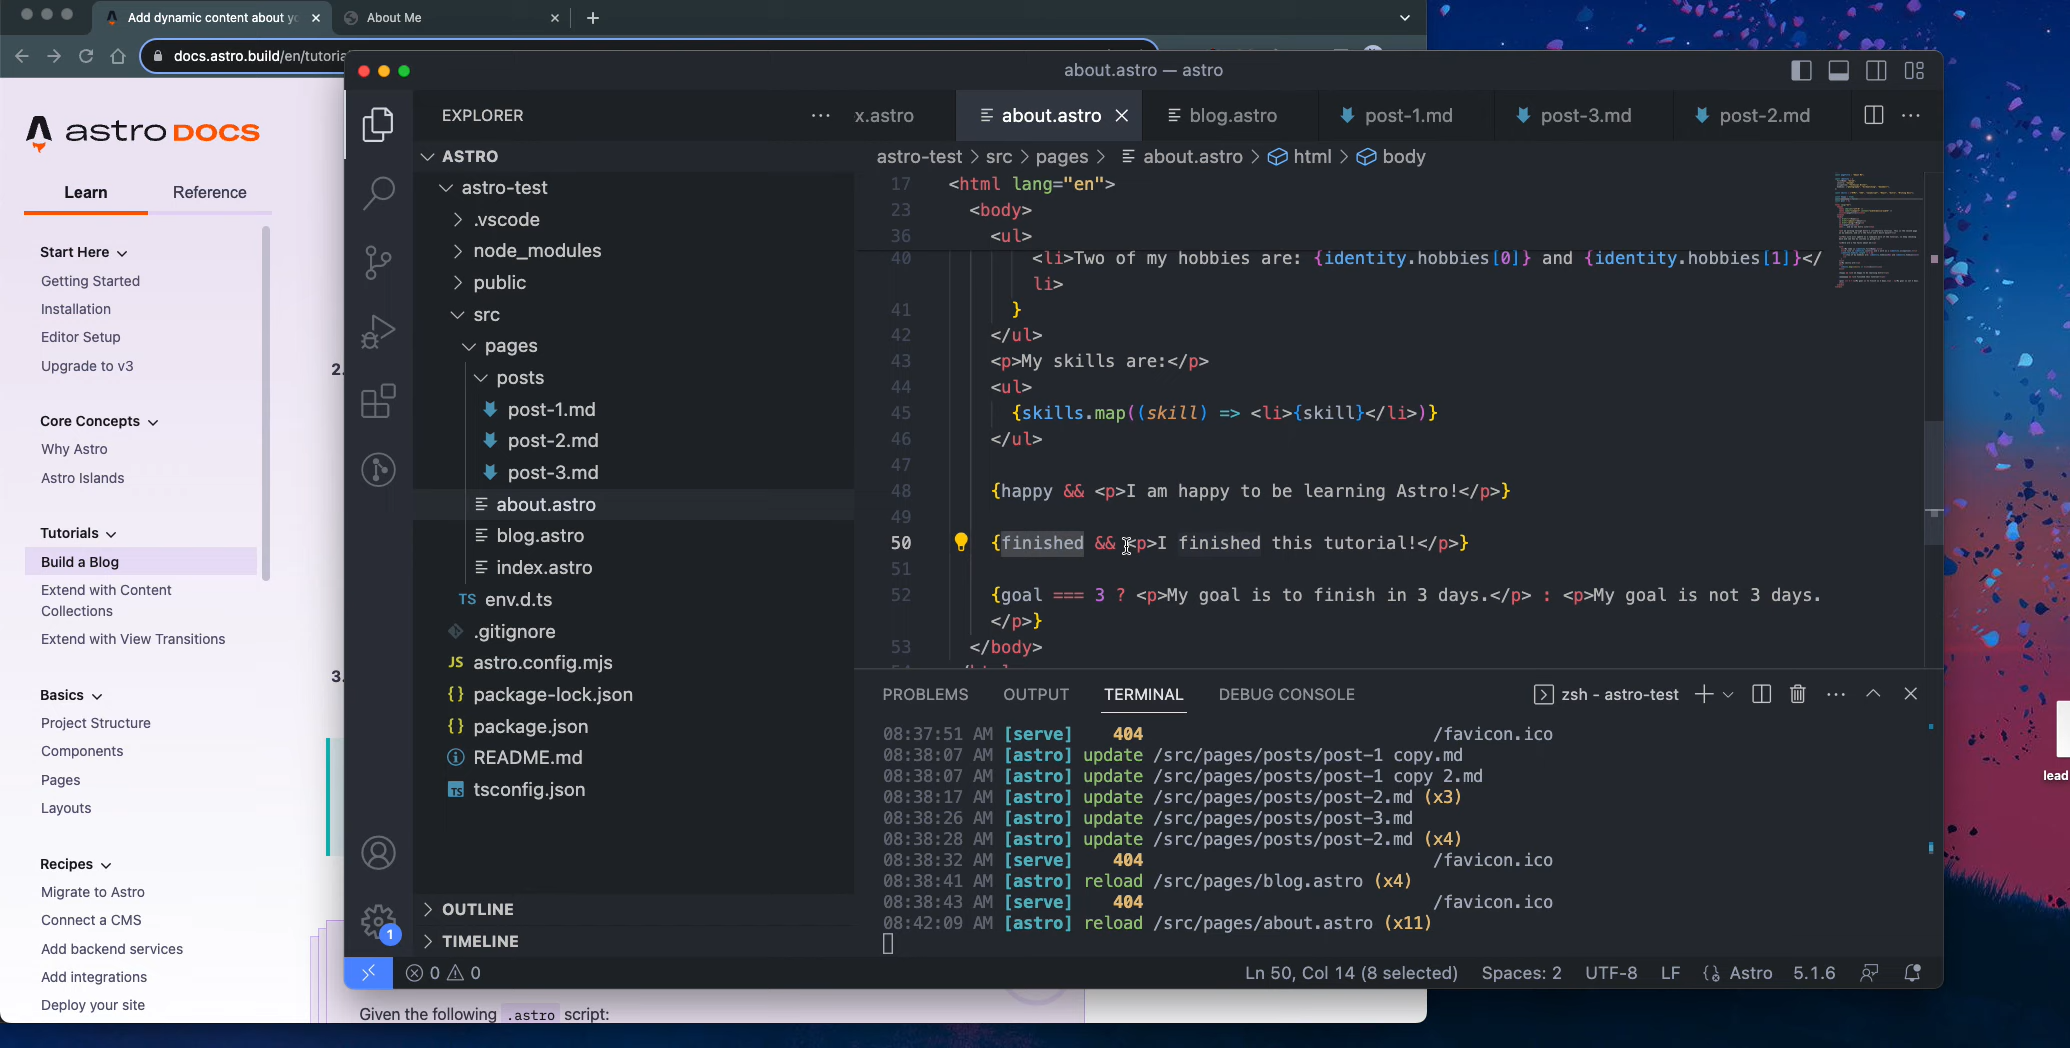 Add dynamic content about yo
About Me
docs.astro.build/en/tutoria
astro DOCS
Learn
Reference
Start Here
Getting Started
Installation
Editor Setup
Upgrade to v3
Core Concepts
Why Astro
Astro Islands
Tutorials
Build a Blog
Extend with Content
Collections
Extend with View Transitions
Basics
Project Structure
Components
Pages
Layouts
Recipes
Migrate to Astro
Connect a CMS
Add backend services
Add integrations
Deploy your site
2.
3.
Given the following .astro script:
about.astro — astro
EXPLORER
ASTRO
astro-test
.vscode
node_modules
public
src
pages
posts
post-1.md
post-2.md
post-3.md
about.astro
blog.astro
index.astro
TS env.d.ts
.gitignore
JS astro.config.mjs
{} package-lock.json
{} package.json
README.md
TS tsconfig.json
OUTLINE
TIMELINE
1
x.astro
about.astro
blog.astro
post-1.md
post-3.md
post-2.md
astro-test > src > pages > about.astro > html > body
17 <html lang="en">
23 <body>
36 <ul>
40 <li>Two of my hobbies are: {identity.hobbies[0]} and {identity.hobbies[1]}</
li>
41 }
42 </ul>
43 <p>My skills are:</p>
44 <ul>
45 {skills.map((skill) => <li>{skill}</li>)}
46 </ul>
47
48 {happy && <p>I am happy to be learning Astro!</p>}
49
50 {finished && <p>I finished this tutorial!</p>}
51
52 {goal === 3 ? <p>My goal is to finish in 3 days.</p> : <p>My goal is not 3 days.
</p>}
53 </body>
PROBLEMS
OUTPUT
TERMINAL
DEBUG CONSOLE
zsh - astro-test
08:37:51 AM [serve] 404 /favicon.ico
08:38:07 AM [astro] update /src/pages/posts/post-1 copy.md
08:38:07 AM [astro] update /src/pages/posts/post-1 copy 2.md
08:38:17 AM [astro] update /src/pages/posts/post-2.md (x3)
08:38:26 AM [astro] update /src/pages/posts/post-3.md
08:38:28 AM [astro] update /src/pages/posts/post-2.md (x4)
08:38:32 AM [serve] 404 /favicon.ico
08:38:41 AM [astro] reload /src/pages/blog.astro (x4)
08:38:43 AM [serve] 404 /favicon.ico
08:42:09 AM [astro] reload /src/pages/about.astro (x11)
0 0
Ln 50, Col 14 (8 selected)
Spaces: 2
UTF-8
LF
Astro
5.1.6
lead